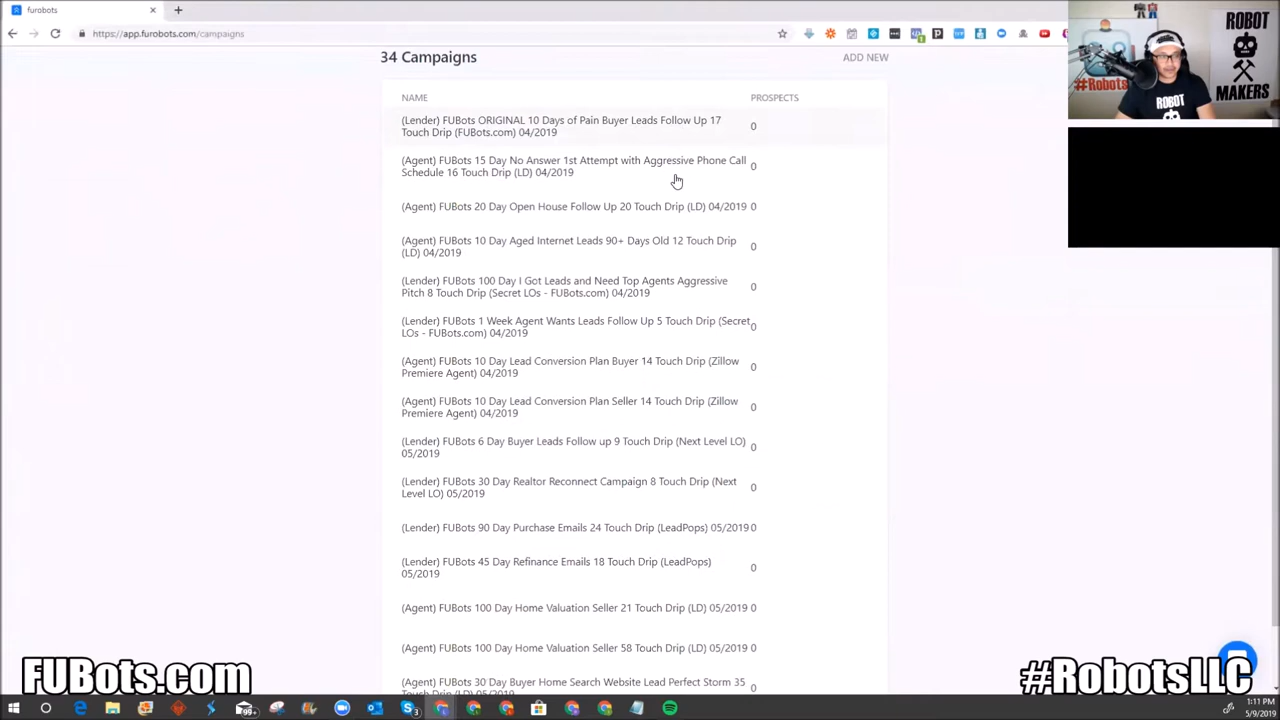 furobots
https://app.furobots.com/campaigns
34 Campaigns
ADD NEW
NAME
PROSPECTS
(Lender) FUBots ORIGINAL 10 Days of Pain Buyer Leads Follow Up 17
Touch Drip (FUBots.com) 04/2019
0
(Agent) FUBots 15 Day No Answer 1st Attempt with Aggressive Phone Call
Schedule 16 Touch Drip (LD) 04/2019
0
(Agent) FUBots 20 Day Open House Follow Up 20 Touch Drip (LD) 04/2019
0
(Agent) FUBots 10 Day Aged Internet Leads 90+ Days Old 12 Touch Drip
(LD) 04/2019
0
(Lender) FUBots 100 Day I Got Leads and Need Top Agents Aggressive
Pitch 8 Touch Drip (Secret LOs - FUBots.com) 04/2019
0
(Lender) FUBots 1 Week Agent Wants Leads Follow Up 5 Touch Drip (Secret
LOs - FUBots.com) 04/2019
0
(Agent) FUBots 10 Day Lead Conversion Plan Buyer 14 Touch Drip (Zillow
Premiere Agent) 04/2019
0
(Agent) FUBots 10 Day Lead Conversion Plan Seller 14 Touch Drip (Zillow
Premiere Agent) 04/2019
0
(Lender) FUBots 6 Day Buyer Leads Follow up 9 Touch Drip (Next Level LO)
05/2019
0
(Lender) FUBots 30 Day Realtor Reconnect Campaign 8 Touch Drip (Next
Level LO) 05/2019
0
(Lender) FUBots 90 Day Purchase Emails 24 Touch Drip (LeadPops) 05/2019
0
(Lender) FUBots 45 Day Refinance Emails 18 Touch Drip (LeadPops)
05/2019
0
(Agent) FUBots 100 Day Home Valuation Seller 21 Touch Drip (LD) 05/2019
0
(Agent) FUBots 100 Day Home Valuation Seller 58 Touch Drip (LD) 05/2019
0
(Agent) FUBots 30 Day Buyer Home Search Website Lead Perfect Storm 35
Touch Drip (LD) 05/2019
0
ROBOT
MAKERS
#Robots
ROBOT
FUBots.com
#RobotsLLC
99+
3
1:11 PM
5/9/2019